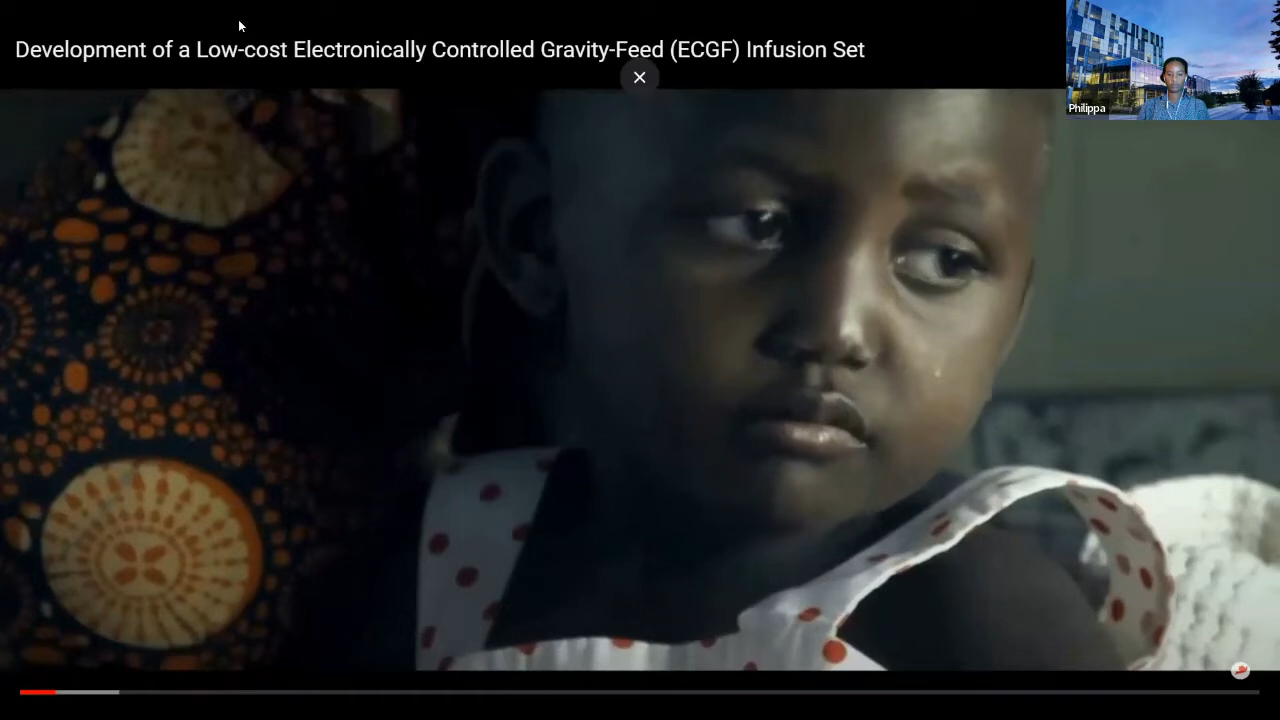 Development of a Low-cost Electronically Controlled Gravity-Feed (ECGF) Infusion Set
Philippa